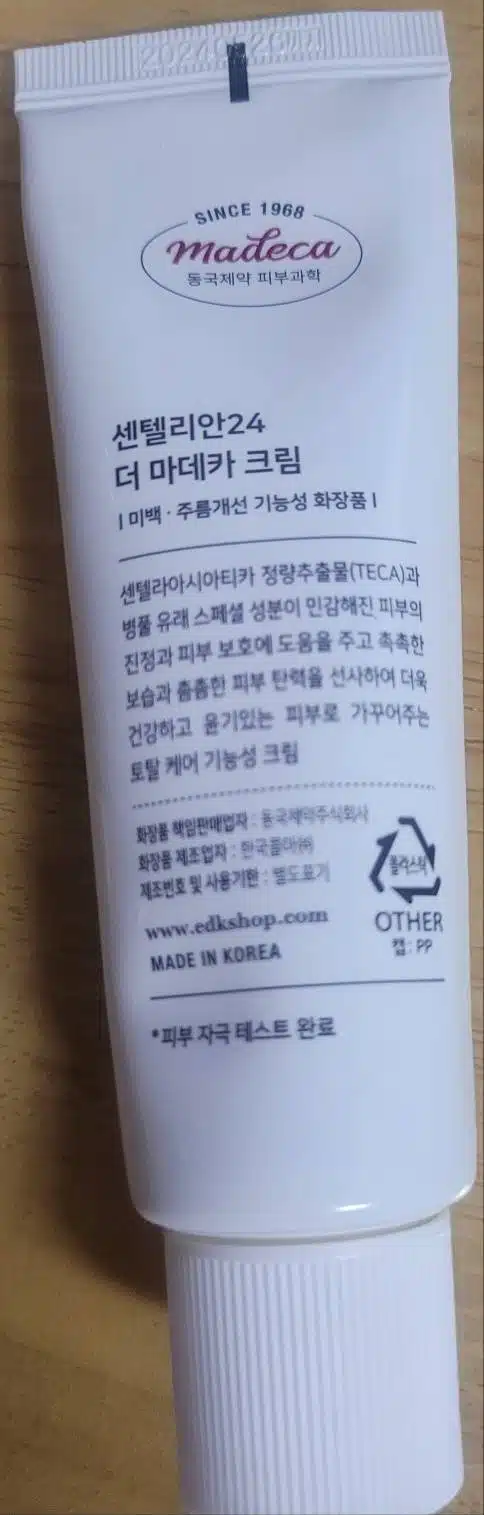 SINCE 1968
madeca
동국제약 피부과학
센텔리안24
더 마데카 크림
| 미백 · 주름개선 기능성 화장품 |
센텔라아시아티카 정량추출물(TECA)과
병풀 유래 스페셜 성분이 민감해진 피부의
진정과 피부 보호에 도움을 주고 촉촉한
보습과 촘촘한 피부 탄력을 선사하여 더욱
건강하고 윤기있는 피부로 가꾸어주는
토탈 케어 기능성 크림
화장품 책임판매업자 : 동국제약주식회사
화장품 제조업자 : 한국콜마㈜
제조번호 및 사용기한 : 별도표기
플라스틱
www.edkshop.com
OTHER
캡: PP
MADE IN KOREA
*피부 자극 테스트 완료